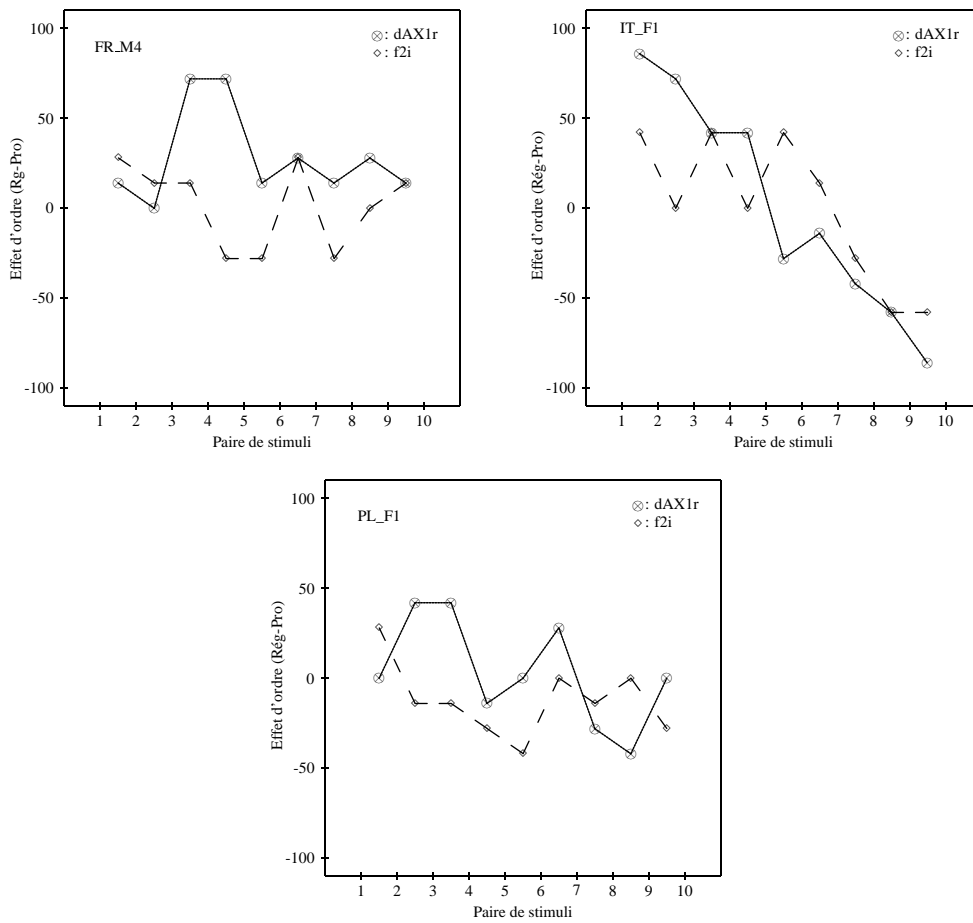 FR_M4
⊗: dAX1r
◇: f2i
100
50
0
-50
-100
Effet d'ordre (Rg-Pro)
1 2 3 4 5 6 7 8 9 10
Paire de stimuli
IT_F1
⊗: dAX1r
◇: f2i
100
50
0
-50
-100
Effet d'ordre (Rég-Pro)
1 2 3 4 5 6 7 8 9 10
Paire de stimuli
PL_F1
⊗: dAX1r
◇: f2i
100
50
0
-50
-100
Effet d'ordre (Rég-Pro)
1 2 3 4 5 6 7 8 9 10
Paire de stimuli